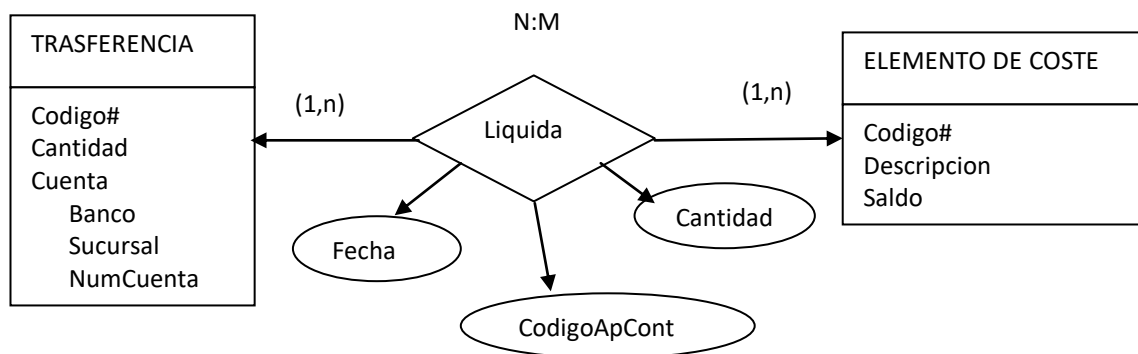 N:M
TRASFERENCIA
Codigo#
Cantidad
Cuenta
Banco
Sucursal
NumCuenta
(1,n)
Liquida
(1,n)
ELEMENTO DE COSTE
Codigo#
Descripcion
Saldo
Fecha
Cantidad
CodigoApCont